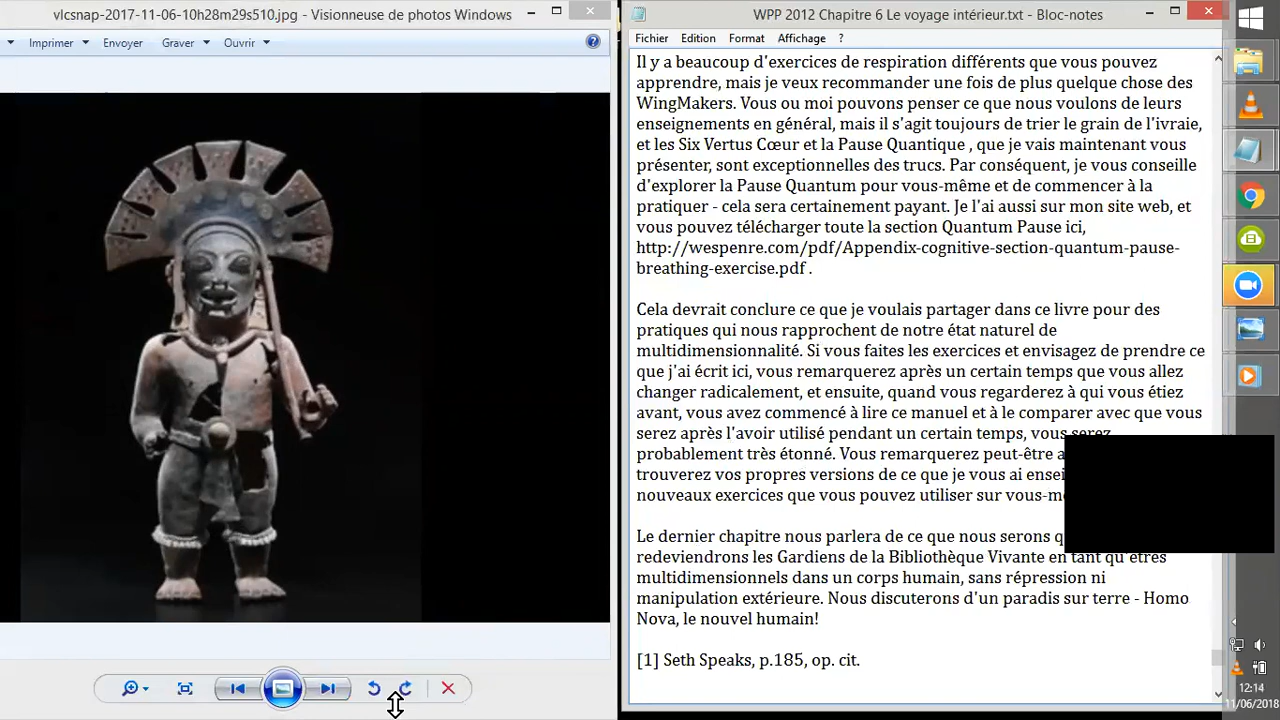 vlcsnap-2017-11-06-10h28m29s510.jpg - Visionneuse de photos Windows
Imprimer Envoyer Graver Ouvrir
WPP 2012 Chapitre 6 Le voyage intérieur.txt - Bloc-notes
Fichier Edition Format Affichage ?
Il y a beaucoup d'exercices de respiration différents que vous pouvez
apprendre, mais je veux recommander une fois de plus quelque chose des
WingMakers. Vous ou moi pouvons penser ce que nous voulons de leurs
enseignements en général, mais il s'agit toujours de trier le grain de l'ivraie,
et les Six Vertus Cœur et la Pause Quantique , que je vais maintenant vous
présenter, sont exceptionnelles des trucs. Par conséquent, je vous conseille
d'explorer la Pause Quantum pour vous-même et de commencer à la
pratiquer - cela sera certainement payant. Je l'ai aussi sur mon site web, et
vous pouvez télécharger toute la section Quantum Pause ici,
http://wespenre.com/pdf/Appendix-cognitive-section-quantum-pause-
breathing-exercise.pdf .
Cela devrait conclure ce que je voulais partager dans ce livre pour des
pratiques qui nous rapprochent de notre état naturel de
multidimensionnalité. Si vous faites les exercices et envisagez de prendre ce
que j'ai écrit ici, vous remarquerez après un certain temps que vous allez
changer radicalement, et ensuite, quand vous regarderez à qui vous étiez
avant, vous avez commencé à lire ce manuel et à le comparer avec que vous
serez après l'avoir utilisé pendant un certain temps, vous serez
probablement très étonné. Vous remarquerez peut-être
trouverez vos propres versions de ce que je vous ai
nouveaux exercices que vous pouvez utiliser sur
Le dernier chapitre nous parlera de ce que nous serons
redeviendrons les Gardiens de la Bibliothèque Vivante en tant qu'êtres
multidimensionnels dans un corps humain, sans répression ni
manipulation extérieure. Nous discuterons d'un paradis sur terre - Homo
Nova, le nouvel humain!
[1] Seth Speaks, p.185, op. cit.
12:14
11/06/2018